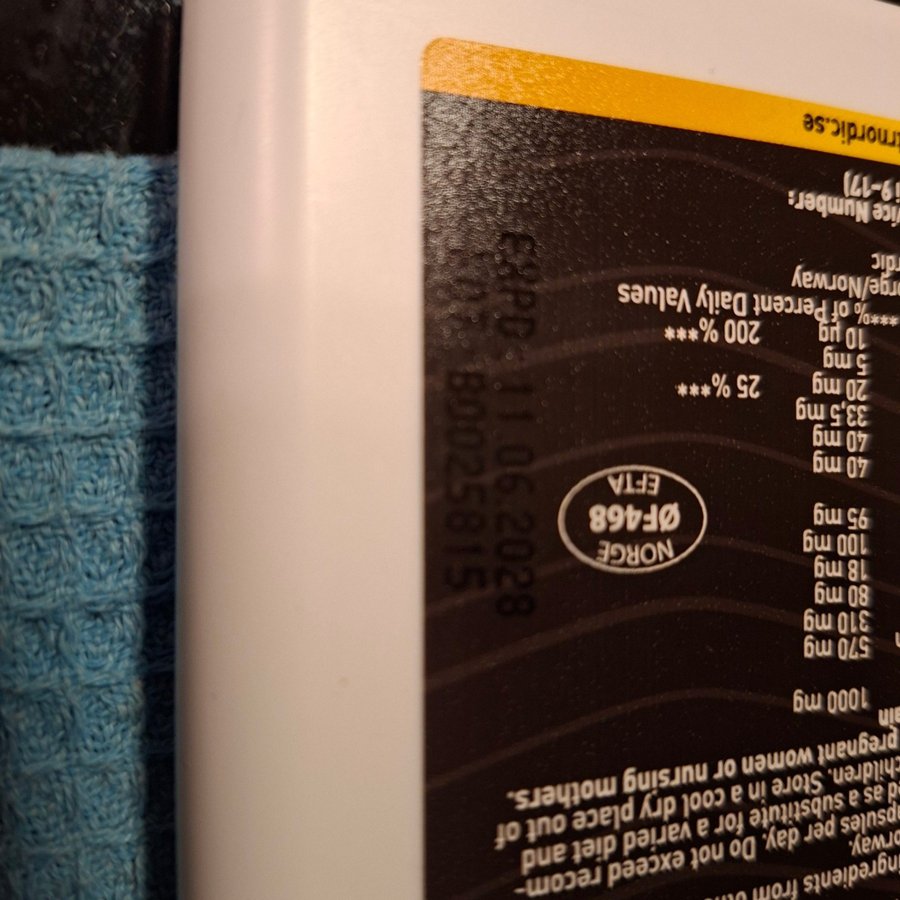 ingredients from
orway.
apsules per day. Do not exceed recom-
ed as a substitute for a varied diet and
children. Store in a cool dry place out of
pregnant women or nursing mothers.
ain
1000 mg
570 mg
310 mg
80 mg
18 mg
100 mg
95 mg
40 mg
40 mg
33,5 mg
20 mg 25 %***
5 mg
10 µg 200 %***
****% of Percent Daily Values
orge/Norway
rdic
vice Number:
i 9-17)
trnordic.se
NORGE
ØF468
EFTA
EXPD 11.06.2028
LOT B0025815